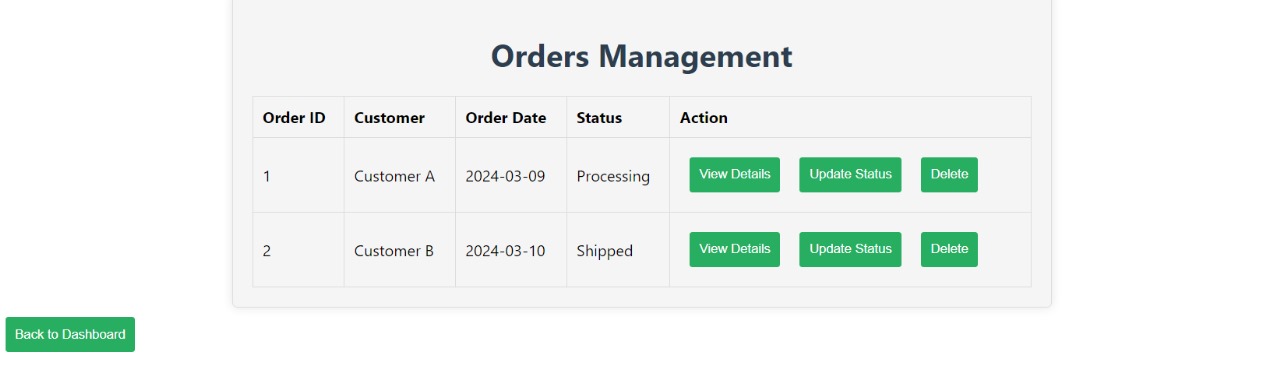 Orders Management
Order ID Customer Order Date Status Action
1 Customer A 2024-03-09 Processing View Details Update Status Delete
2 Customer B 2024-03-10 Shipped View Details Update Status Delete
Back to Dashboard